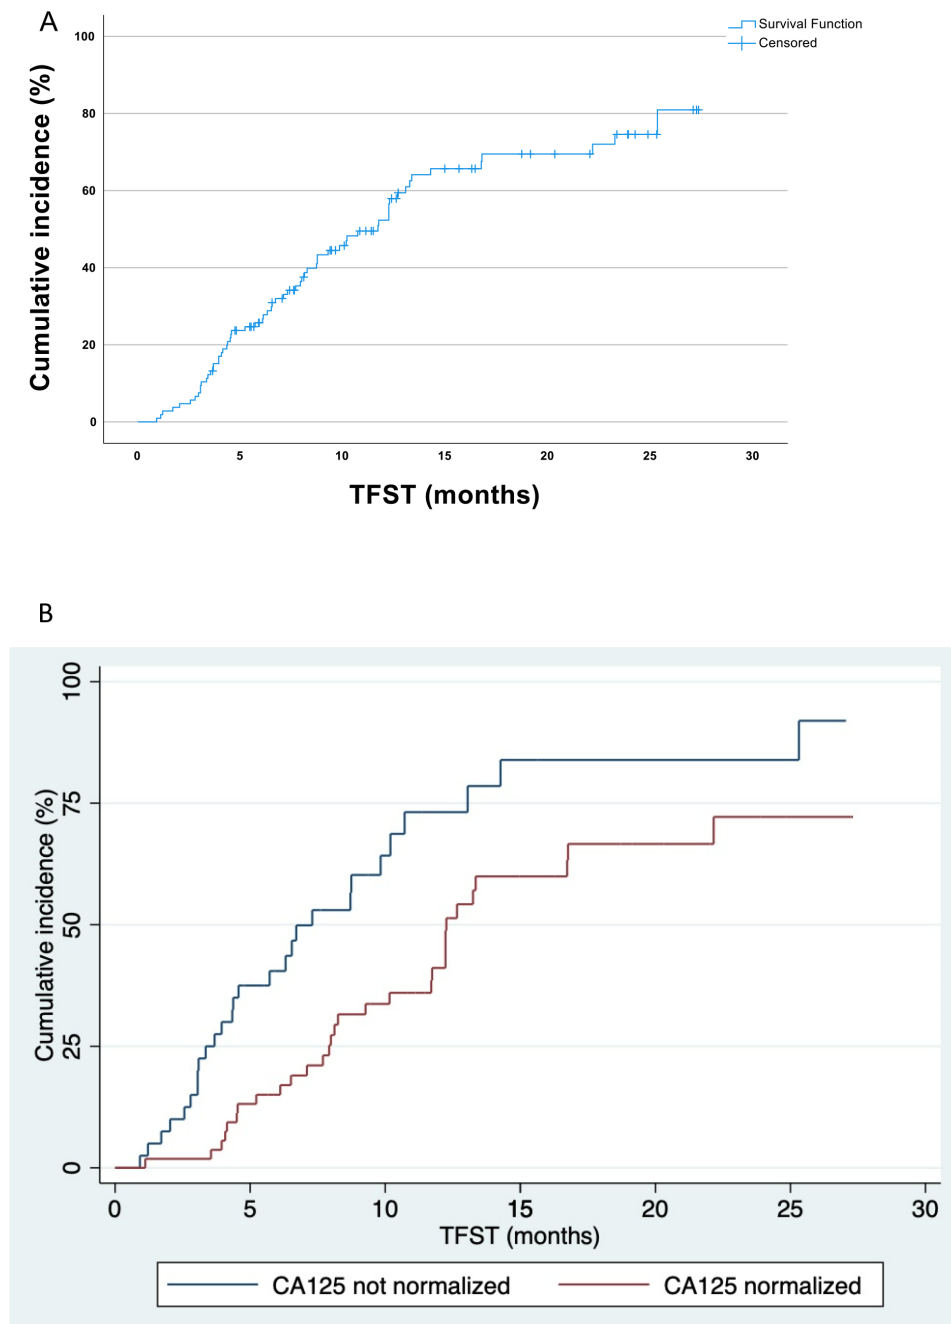 A
Survival Function
Censored
Cumulative incidence (%)
100
80
60
40
20
0
0 5 10 15 20 25 30
TFST (months)
B
Cumulative incidence (%)
100
75
50
25
0
0 5 10 15 20 25 30
TFST (months)
CA125 not normalized CA125 normalized